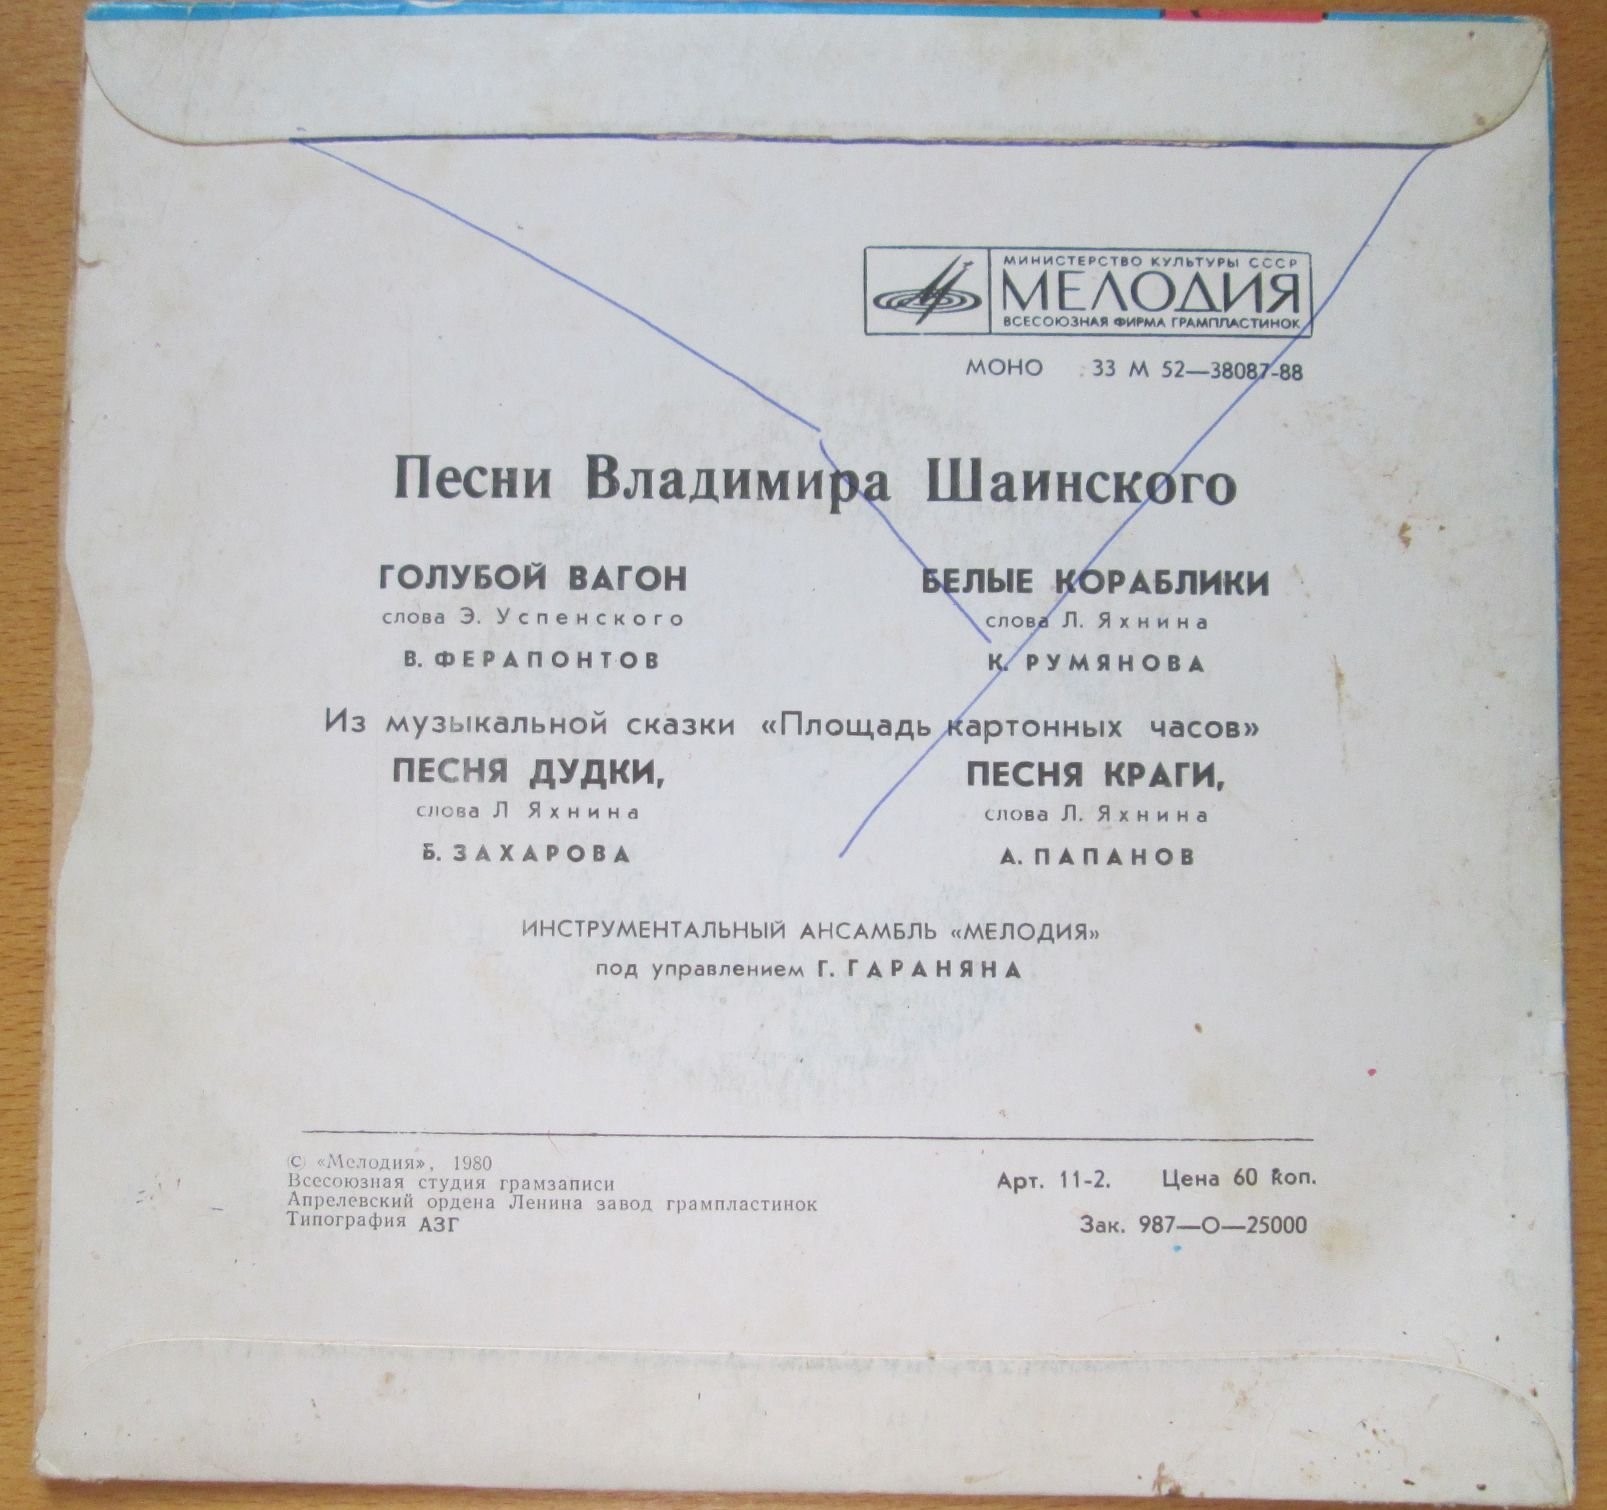 МИНИСТЕРСТВО КУЛЬТУРЫ СССР
МЕЛОДИЯ
ВСЕСОЮЗНАЯ ФИРМА ГРАМПЛАСТИНОК
МОНО 33 М 52—38087-88
Песни Владимира Шаинского
ГОЛУБОЙ ВАГОН
слова Э. Успенского
В. ФЕРАПОНТОВ
БЕЛЫЕ КОРАБЛИКИ
слова Л. Яхнина
К. РУМЯНОВА
Из музыкальной сказки «Площадь картонных часов»
ПЕСНЯ ДУДКИ,
слова Л Яхнина
Б. ЗАХАРОВА
ПЕСНЯ КРАГИ,
слова Л. Яхнина
А. ПАПАНОВ
ИНСТРУМЕНТАЛЬНЫЙ АНСАМБЛЬ «МЕЛОДИЯ»
под управлением Г. ГАРАНЯНА
© «Мелодия», 1980
Всесоюзная студия грамзаписи
Апрелевский ордена Ленина завод грампластинок
Типография АЗГ
Арт. 11-2. Цена 60 коп.
Зак. 987—О—25000